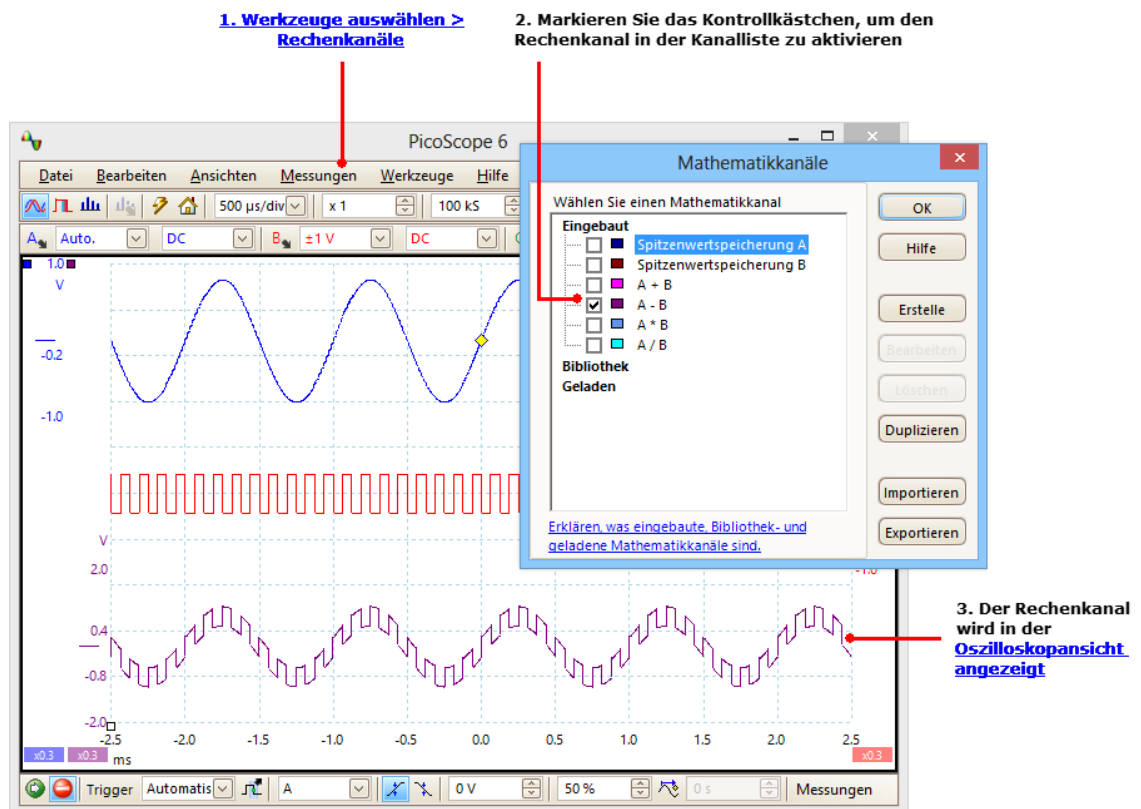 1. Werkzeuge auswählen >
Rechenkanäle
2. Markieren Sie das Kontrollkästchen, um den
Rechenkanal in der Kanalliste zu aktivieren
PicoScope 6
Datei Bearbeiten Ansichten Messungen Werkzeuge Hilfe
500 µs/div x 1 100 kS
A Auto. DC B ±1 V DC
1.0
V
-0.2
-1.0
V
2.0
0.4
-0.8
-2.0
-1.0
-2.5 -2.0 -1.5 -1.0 -0.5 0.0 0.5 1.0 1.5 2.0 2.5
x0.3 x0.3 ms x0.3
Trigger Automatis A 0 V 50 % 0 s Messungen
Mathematikkanäle
Wählen Sie einen Mathematikkanal
Eingebaut
Spitzenwertspeicherung A
Spitzenwertspeicherung B
A + B
A - B
A * B
A / B
Bibliothek
Geladen
Erklären, was eingebaute, Bibliothek- und
geladene Mathematikkanäle sind.
OK
Hilfe
Erstelle
Bearbeiten
Löschen
Duplizieren
Importieren
Exportieren
3. Der Rechenkanal
wird in der
Oszilloskopansicht
angezeigt